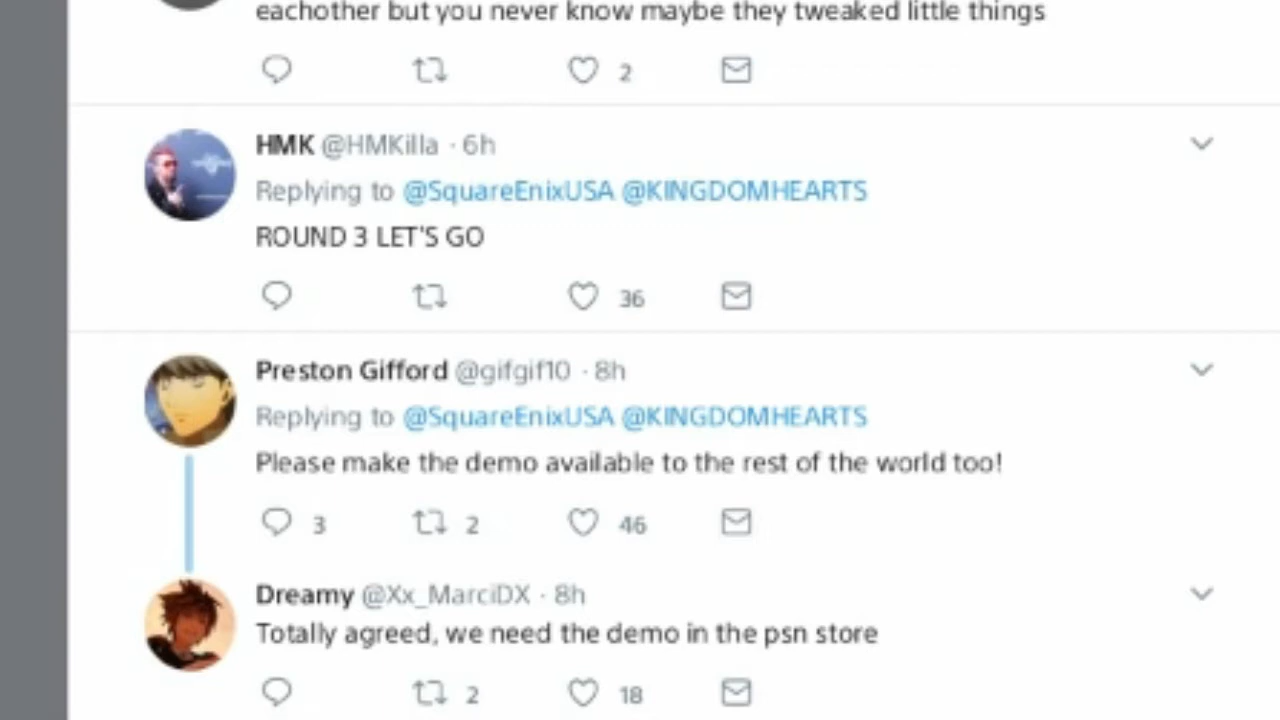 eachother but you never know maybe they tweaked little things
2
HMK @HMKilla · 6h
Replying to @SquareEnixUSA @KINGDOMHEARTS
ROUND 3 LET'S GO
36
Preston Gifford @gifgif10 · 8h
Replying to @SquareEnixUSA @KINGDOMHEARTS
Please make the demo available to the rest of the world too!
3 2 46
Dreamy @Xx_MarciDX · 8h
Totally agreed, we need the demo in the psn store
2 18